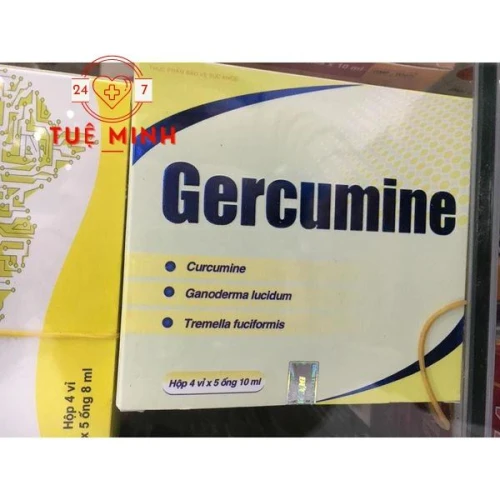 24 7
TUỆ MINH
Gercumine
Curcumine
Ganoderma lucidum
Tremella fuciformis
Hộp 4 vỉ x 5 ống 10 ml
Hộp 4 vỉ
x 5 ống 8 ml